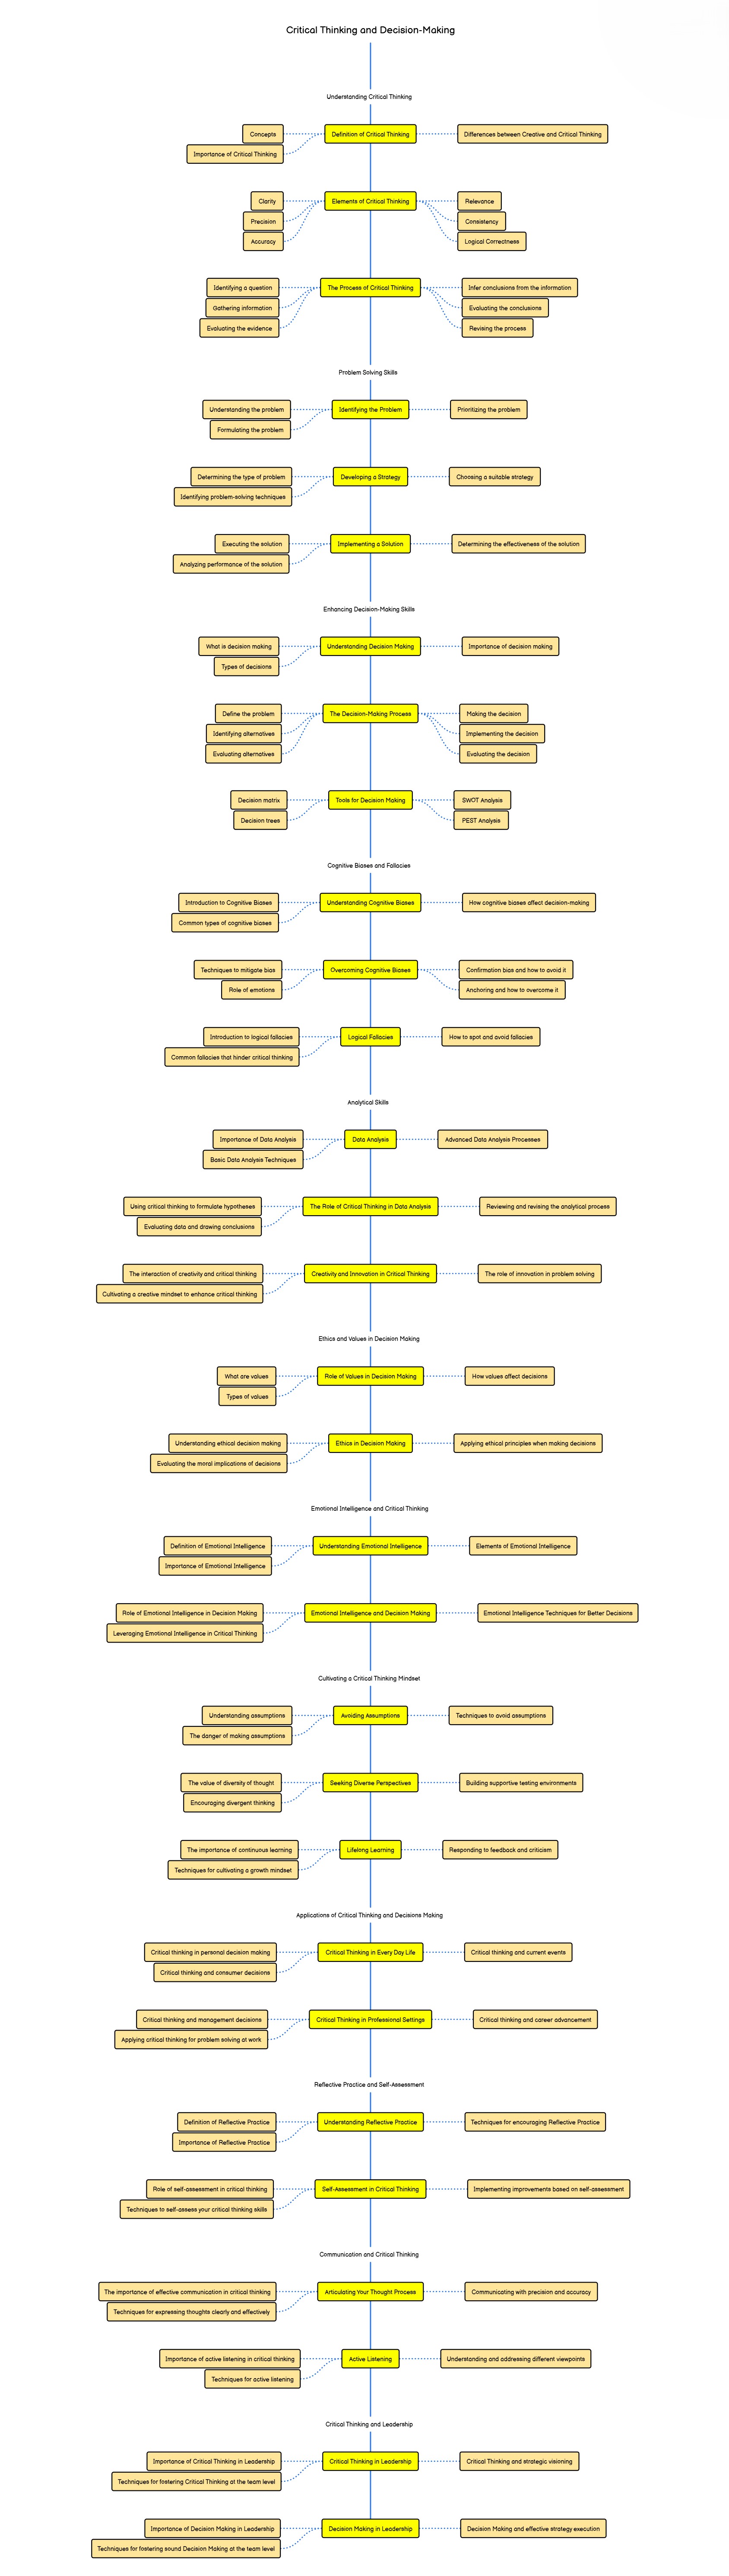 Critical Thinking and Decision-Making
Understanding Critical Thinking
Concepts
Definition of Critical Thinking
Differences between Creative and Critical Thinking
Importance of Critical Thinking
Clarity
Elements of Critical Thinking
Relevance
Precision
Consistency
Accuracy
Logical Correctness
Identifying a question
The Process of Critical Thinking
Infer conclusions from the information
Gathering information
Evaluating the conclusions
Evaluating the evidence
Revising the process
Problem Solving Skills
Understanding the problem
Identifying the Problem
Prioritizing the problem
Formulating the problem
Determining the type of problem
Developing a Strategy
Choosing a suitable strategy
Identifying problem-solving techniques
Executing the solution
Implementing a Solution
Determining the effectiveness of the solution
Analyzing performance of the solution
Enhancing Decision-Making Skills
What is decision making
Understanding Decision Making
Importance of decision making
Types of decisions
Define the problem
The Decision-Making Process
Making the decision
Identifying alternatives
Implementing the decision
Evaluating alternatives
Evaluating the decision
Decision matrix
Tools for Decision Making
SWOT Analysis
Decision trees
PEST Analysis
Cognitive Biases and Fallacies
Introduction to Cognitive Biases
Understanding Cognitive Biases
How cognitive biases affect decision-making
Common types of cognitive biases
Techniques to mitigate bias
Overcoming Cognitive Biases
Confirmation bias and how to avoid it
Role of emotions
Anchoring and how to overcome it
Introduction to logical fallacies
Logical Fallacies
How to spot and avoid fallacies
Common fallacies that hinder critical thinking
Analytical Skills
Importance of Data Analysis
Data Analysis
Advanced Data Analysis Processes
Basic Data Analysis Techniques
Using critical thinking to formulate hypotheses
The Role of Critical Thinking in Data Analysis
Reviewing and revising the analytical process
Evaluating data and drawing conclusions
The interaction of creativity and critical thinking
Creativity and Innovation in Critical Thinking
The role of innovation in problem solving
Cultivating a creative mindset to enhance critical thinking
Ethics and Values in Decision Making
What are values
Role of Values in Decision Making
How values affect decisions
Types of values
Understanding ethical decision making
Ethics in Decision Making
Applying ethical principles when making decisions
Evaluating the moral implications of decisions
Emotional Intelligence and Critical Thinking
Definition of Emotional Intelligence
Understanding Emotional Intelligence
Elements of Emotional Intelligence
Importance of Emotional Intelligence
Role of Emotional Intelligence in Decision Making
Emotional Intelligence and Decision Making
Emotional Intelligence Techniques for Better Decisions
Leveraging Emotional Intelligence in Critical Thinking
Cultivating a Critical Thinking Mindset
Understanding assumptions
Avoiding Assumptions
Techniques to avoid assumptions
The danger of making assumptions
The value of diversity of thought
Seeking Diverse Perspectives
Building supportive testing environments
Encouraging divergent thinking
The importance of continuous learning
Lifelong Learning
Responding to feedback and criticism
Techniques for cultivating a growth mindset
Applications of Critical Thinking and Decisions Making
Critical thinking in personal decision making
Critical Thinking in Every Day Life
Critical thinking and current events
Critical thinking and consumer decisions
Critical thinking and management decisions
Critical Thinking in Professional Settings
Critical thinking and career advancement
Applying critical thinking for problem solving at work
Reflective Practice and Self-Assessment
Definition of Reflective Practice
Understanding Reflective Practice
Techniques for encouraging Reflective Practice
Importance of Reflective Practice
Role of self-assessment in critical thinking
Self-Assessment in Critical Thinking
Implementing improvements based on self-assessment
Techniques to self-assess your critical thinking skills
Communication and Critical Thinking
The importance of effective communication in critical thinking
Articulating Your Thought Process
Communicating with precision and accuracy
Techniques for expressing thoughts clearly and effectively
Importance of active listening in critical thinking
Active Listening
Understanding and addressing different viewpoints
Techniques for active listening
Critical Thinking and Leadership
Importance of Critical Thinking in Leadership
Critical Thinking in Leadership
Critical Thinking and strategic visioning
Techniques for fostering Critical Thinking at the team level
Importance of Decision Making in Leadership
Decision Making in Leadership
Decision Making and effective strategy execution
Techniques for fostering sound Decision Making at the team level